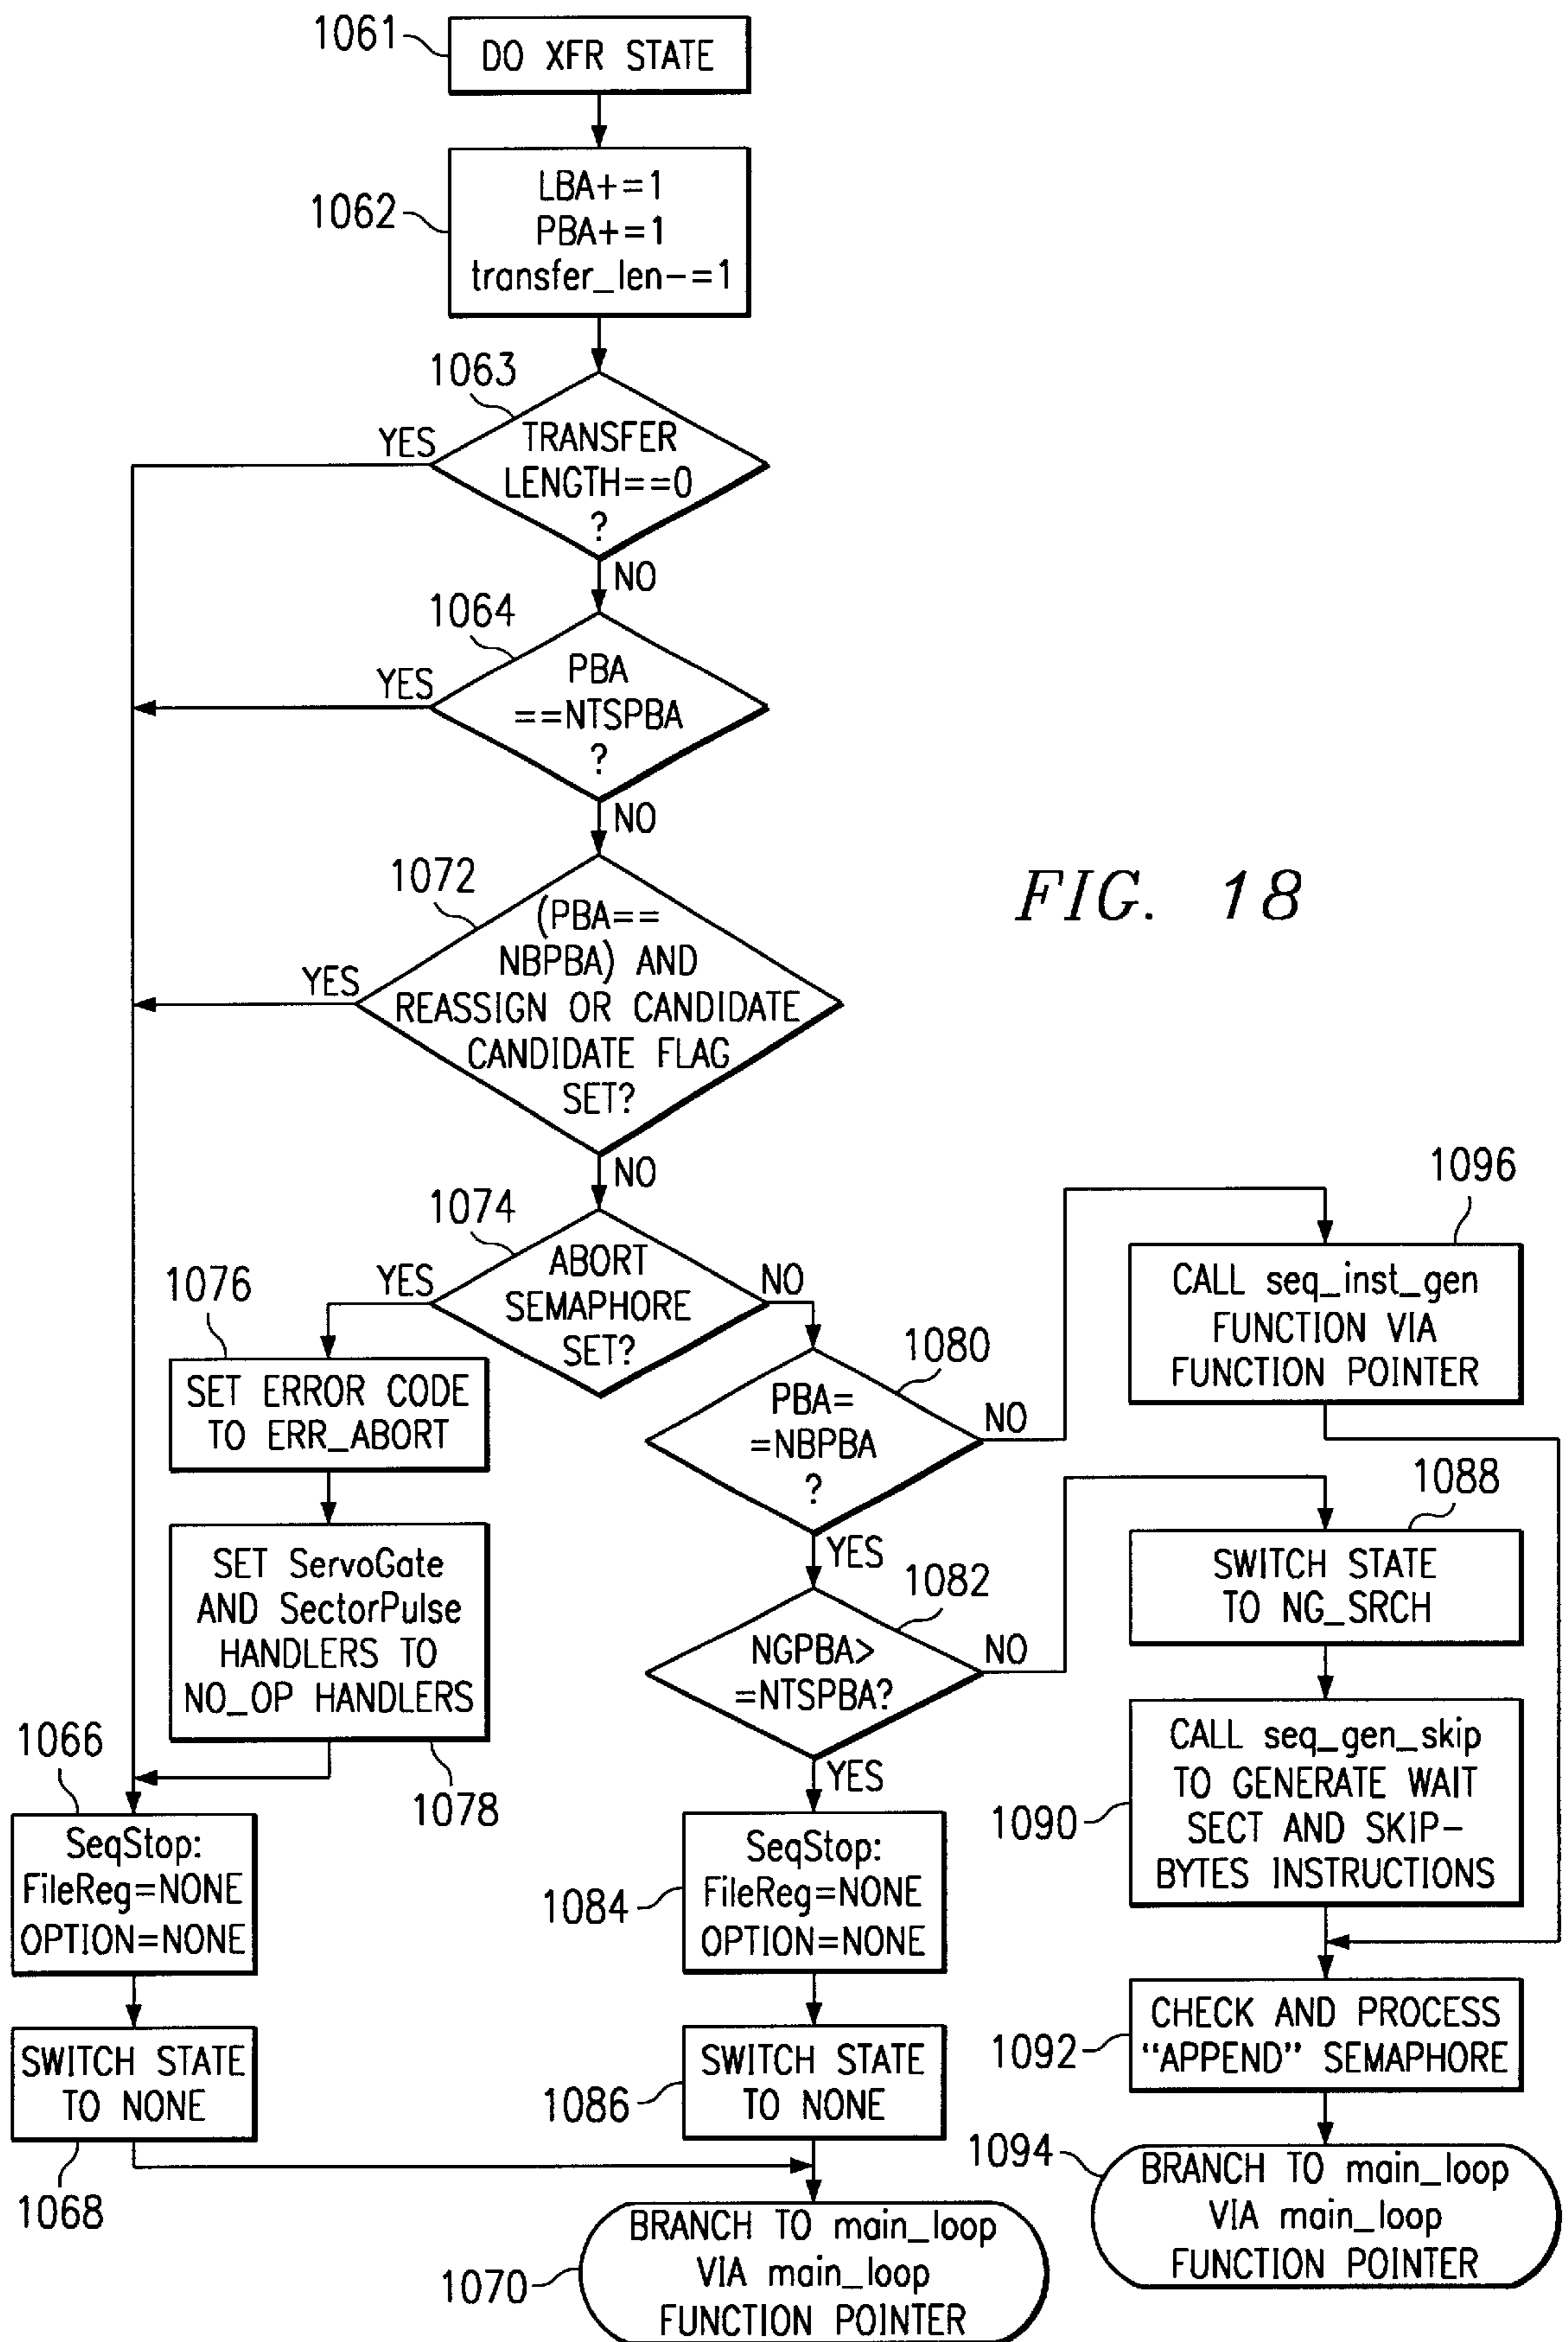 1061
DO XFR STATE
1062
LBA+=1
PBA+=1
transfer_len-=1
1063
YES
TRANSFER
LENGTH==0
?
NO
1064
YES
PBA
==NTSPBA
?
NO
1072
YES
(PBA==
NBPBA) AND
REASSIGN OR CANDIDATE
CANDIDATE FLAG
SET?
FIG. 18
NO
1074
YES
ABORT
SEMAPHORE
SET?
NO
1076
SET ERROR CODE
TO ERR_ABORT
SET ServoGate
AND SectorPulse
HANDLERS TO
NO_OP HANDLERS
1078
1066
SeqStop:
FileReg=NONE
OPTION=NONE
SWITCH STATE
TO NONE
1068
1080
PBA=
=NBPBA
?
NO
YES
1082
NGPBA>
=NTSPBA?
NO
YES
1084
SeqStop:
FileReg=NONE
OPTION=NONE
1086
SWITCH STATE
TO NONE
1070
BRANCH TO main_loop
VIA main_loop
FUNCTION POINTER
1096
CALL seq_inst_gen
FUNCTION VIA
FUNCTION POINTER
1088
SWITCH STATE
TO NG_SRCH
1090
CALL seq_gen_skip
TO GENERATE WAIT
SECT AND SKIP-
BYTES INSTRUCTIONS
1092
CHECK AND PROCESS
"APPEND" SEMAPHORE
1094
BRANCH TO main_loop
VIA main_loop
FUNCTION POINTER